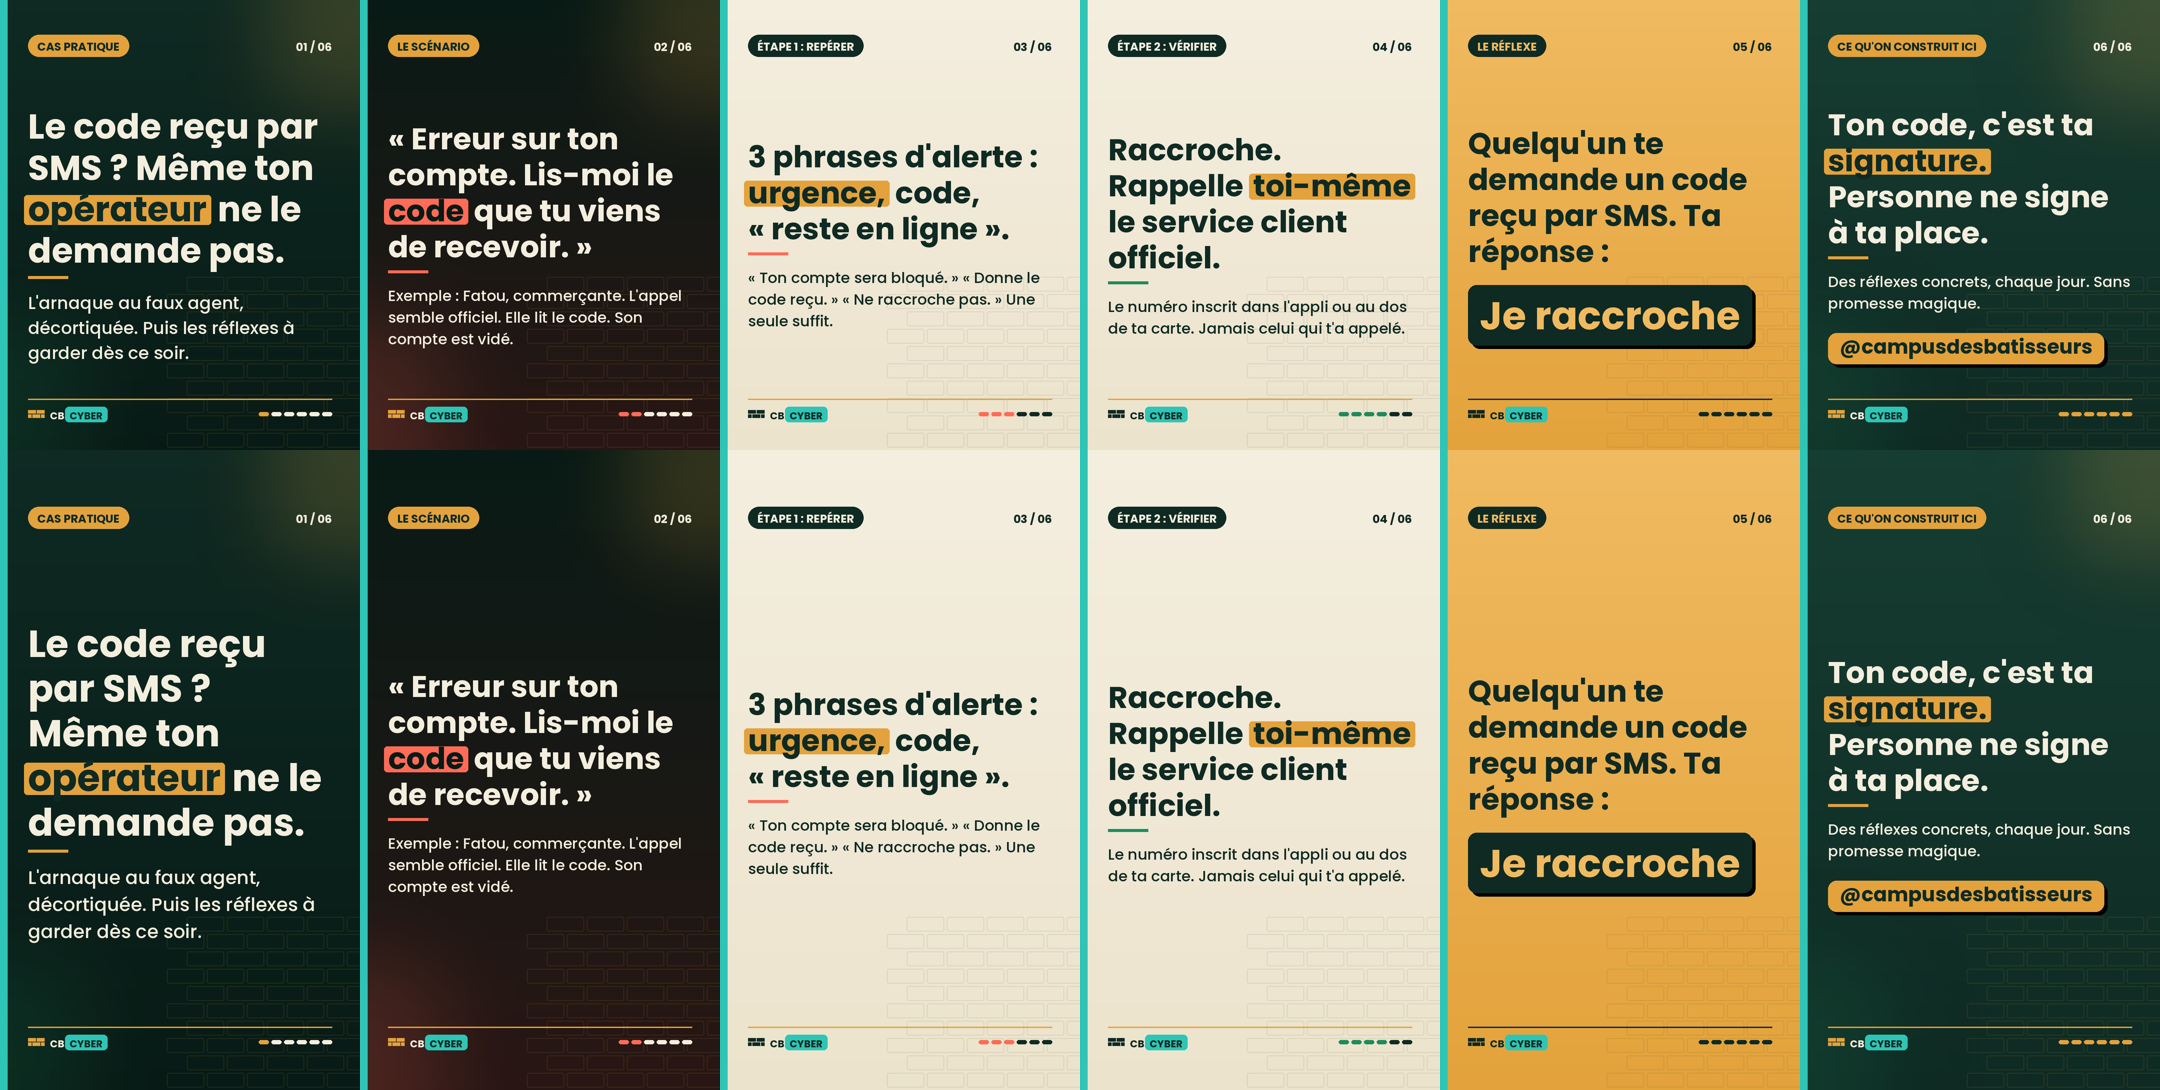 CAS PRATIQUE
01 / 06
Le code reçu par
SMS ? Même ton
opérateur ne le
demande pas.
L'arnaque au faux agent,
décortiquée. Puis les réflexes à
garder dès ce soir.
CB CYBER
LE SCÉNARIO
02 / 06
« Erreur sur ton
compte. Lis-moi le
code que tu viens
de recevoir. »
Exemple : Fatou, commerçante. L'appel
semble officiel. Elle lit le code. Son
compte est vidé.
CB CYBER
ÉTAPE 1 : REPÉRER
03 / 06
3 phrases d'alerte :
urgence, code,
« reste en ligne ».
« Ton compte sera bloqué. » « Donne le
code reçu. » « Ne raccroche pas. » Une
seule suffit.
CB CYBER
ÉTAPE 2 : VÉRIFIER
04 / 06
Raccroche.
Rappelle toi-même
le service client
officiel.
Le numéro inscrit dans l'appli ou au dos
de ta carte. Jamais celui qui t'a appelé.
CB CYBER
LE RÉFLEXE
05 / 06
Quelqu'un te
demande un code
reçu par SMS. Ta
réponse :
Je raccroche
CB CYBER
CE QU'ON CONSTRUIT ICI
06 / 06
Ton code, c'est ta
signature.
Personne ne signe
à ta place.
Des réflexes concrets, chaque jour. Sans
promesse magique.
@campusdesbatisseurs
CB CYBER
CAS PRATIQUE
01 / 06
Le code reçu
par SMS ?
Même ton
opérateur ne le
demande pas.
L'arnaque au faux agent,
décortiquée. Puis les réflexes à
garder dès ce soir.
CB CYBER
LE SCÉNARIO
02 / 06
« Erreur sur ton
compte. Lis-moi le
code que tu viens
de recevoir. »
Exemple : Fatou, commerçante. L'appel
semble officiel. Elle lit le code. Son
compte est vidé.
CB CYBER
ÉTAPE 1 : REPÉRER
03 / 06
3 phrases d'alerte :
urgence, code,
« reste en ligne ».
« Ton compte sera bloqué. » « Donne le
code reçu. » « Ne raccroche pas. » Une
seule suffit.
CB CYBER
ÉTAPE 2 : VÉRIFIER
04 / 06
Raccroche.
Rappelle toi-même
le service client
officiel.
Le numéro inscrit dans l'appli ou au dos
de ta carte. Jamais celui qui t'a appelé.
CB CYBER
LE RÉFLEXE
05 / 06
Quelqu'un te
demande un code
reçu par SMS. Ta
réponse :
Je raccroche
CB CYBER
CE QU'ON CONSTRUIT ICI
06 / 06
Ton code, c'est ta
signature.
Personne ne signe
à ta place.
Des réflexes concrets, chaque jour. Sans
promesse magique.
@campusdesbatisseurs
CB CYBER